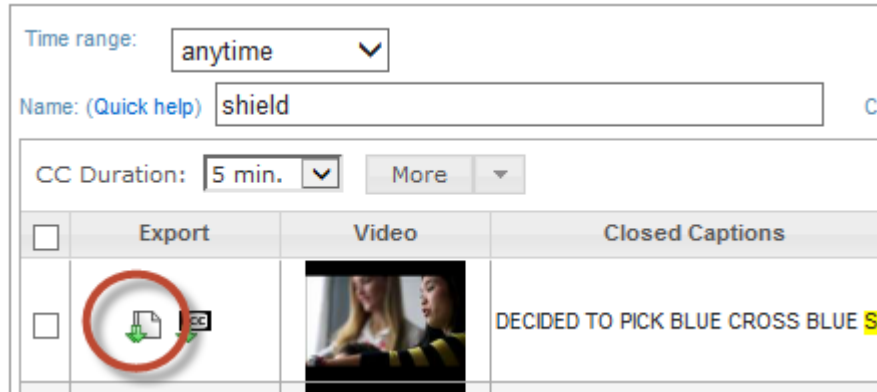 Time range: anytime
Name: (Quick help) shield C
CC Duration: 5 min. More
Export Video Closed Captions
CC DECIDED TO PICK BLUE CROSS BLUE S